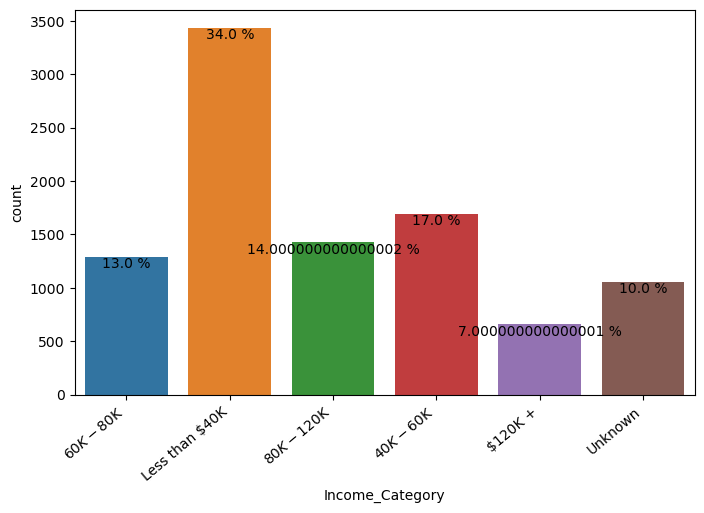 3500
3000
2500
2000
1500
1000
500
0
count
34.0 %
17.0 %
14.000000000000002 %
13.0 %
10.0 %
7.000000000000001 %
60K − 80K
Less than $40K
80K − 120K
40K − 60K
$120K +
Unknown
Income_Category